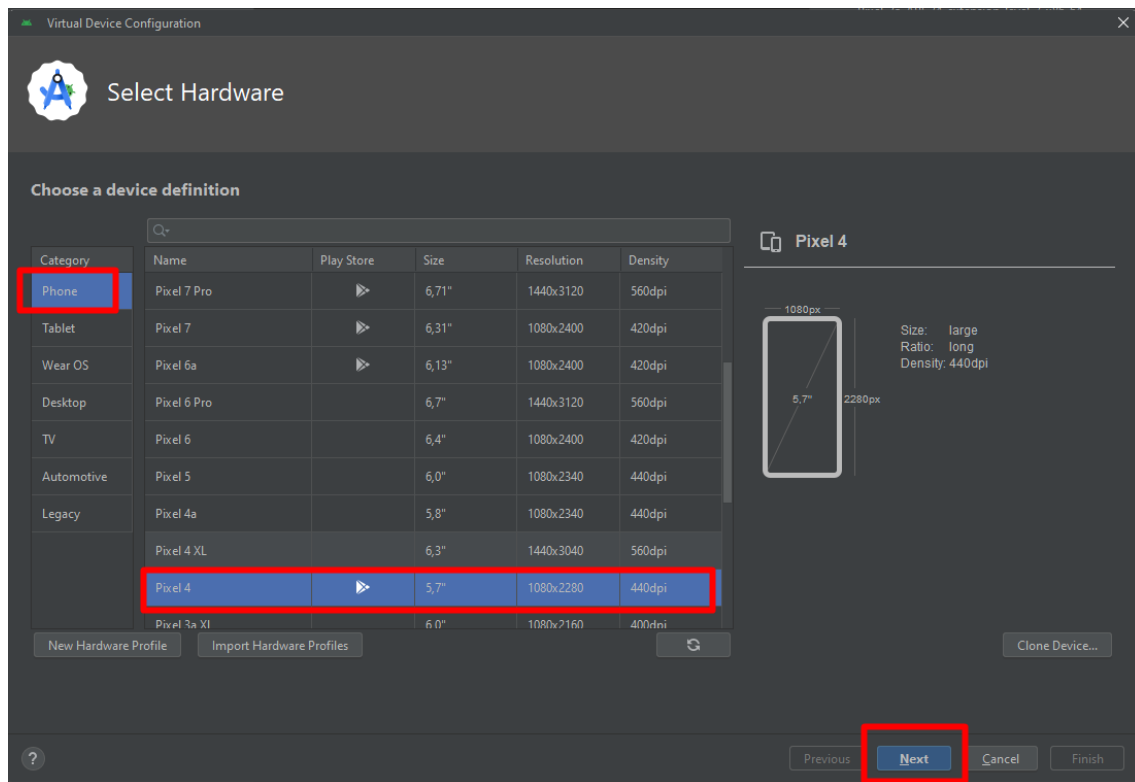 Virtual Device Configuration
Select Hardware
Choose a device definition
Category
Phone
Tablet
Wear OS
Desktop
TV
Automotive
Legacy
Name Play Store Size Resolution Density
Pixel 7 Pro 6,71" 1440x3120 560dpi
Pixel 7 6,31" 1080x2400 420dpi
Pixel 6a 6,13" 1080x2400 420dpi
Pixel 6 Pro 6,7" 1440x3120 560dpi
Pixel 6 6,4" 1080x2400 420dpi
Pixel 5 6,0" 1080x2340 440dpi
Pixel 4a 5,8" 1080x2340 440dpi
Pixel 4 XL 6,3" 1440x3040 560dpi
Pixel 4 5,7" 1080x2280 440dpi
Pixel 3a XL 6,0" 1080x2160 400dpi
Pixel 4
1080px
5,7"
2280px
Size: large
Ratio: long
Density: 440dpi
New Hardware Profile
Import Hardware Profiles
Clone Device...
?
Previous
Next
Cancel
Finish